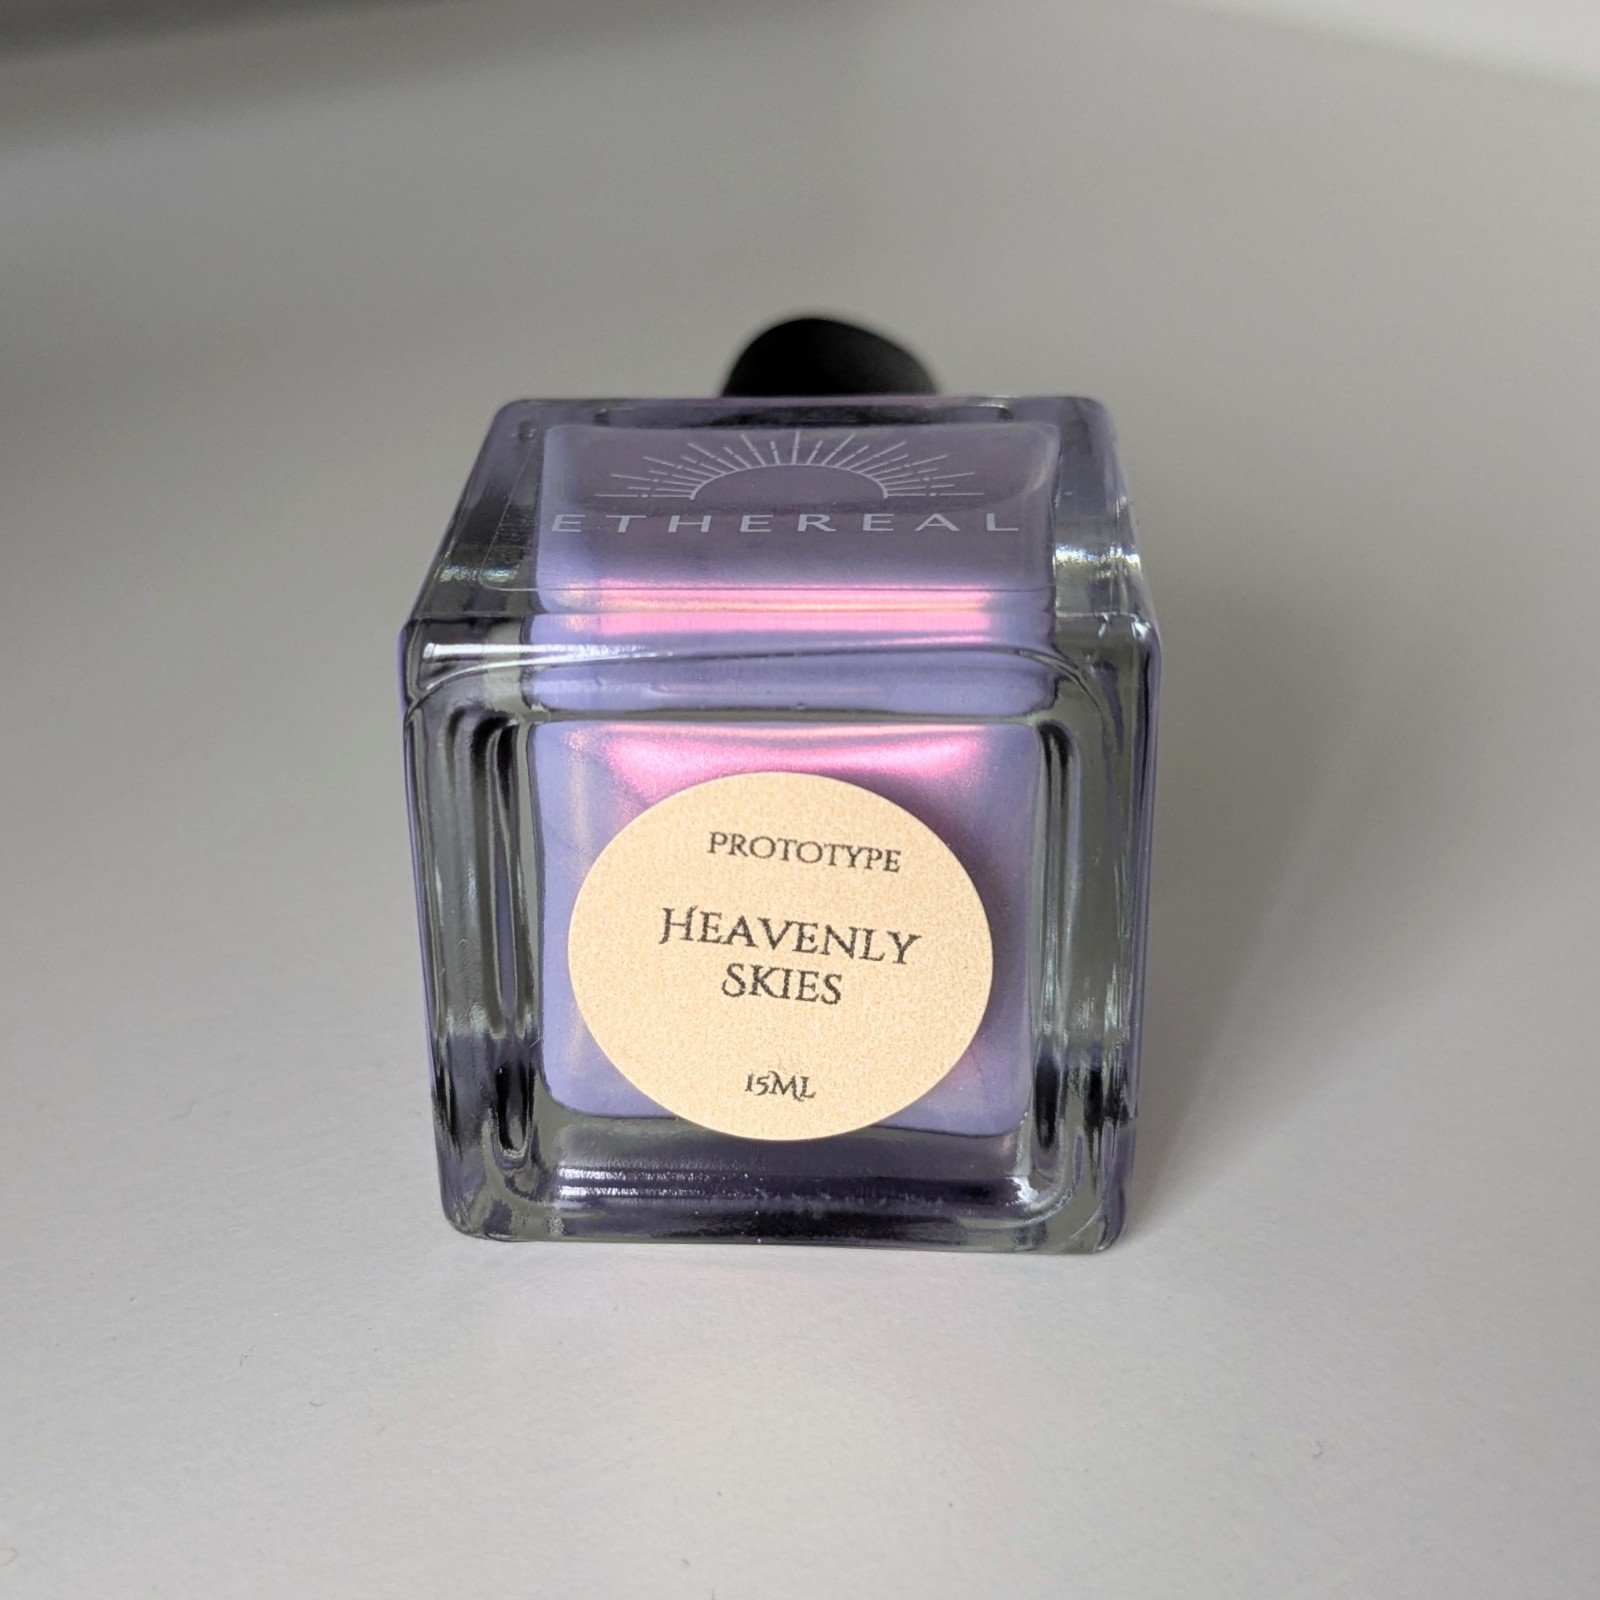 ETHEREAL
PROTOTYPE
HEAVENLY
SKIES
15ML